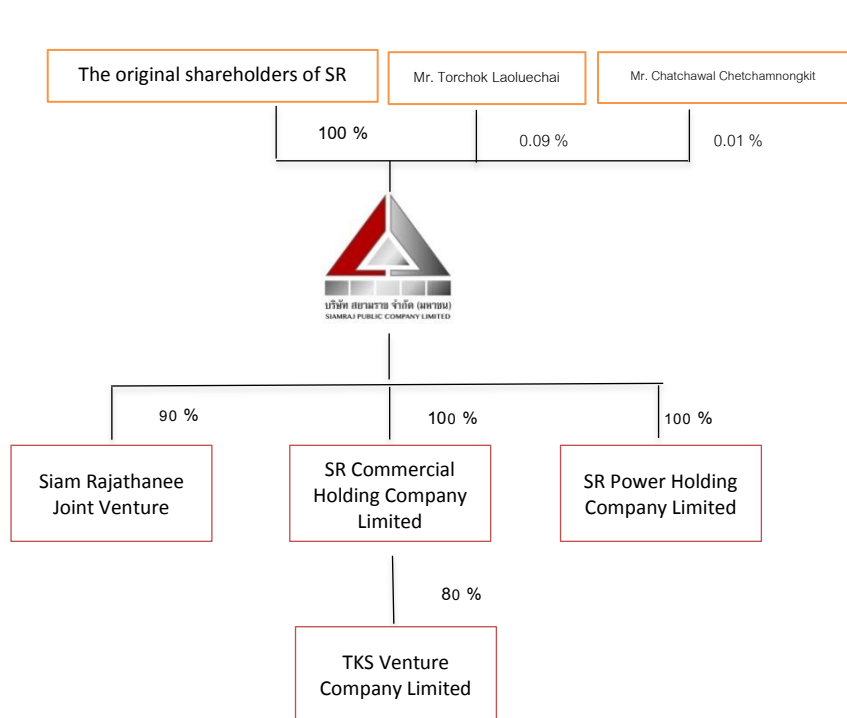 The original shareholders of SR
Mr. Torchok Laoluechai
Mr. Chatchawal Chetchamnongkit
100 %
0.09 %
0.01 %
บริษัท สยามราช จำกัด (มหาชน)
SIAMRAJ PUBLIC COMPANY LIMITED
90 %
100 %
100 %
Siam Rajathanee
Joint Venture
SR Commercial
Holding Company
Limited
SR Power Holding
Company Limited
80 %
TKS Venture
Company Limited